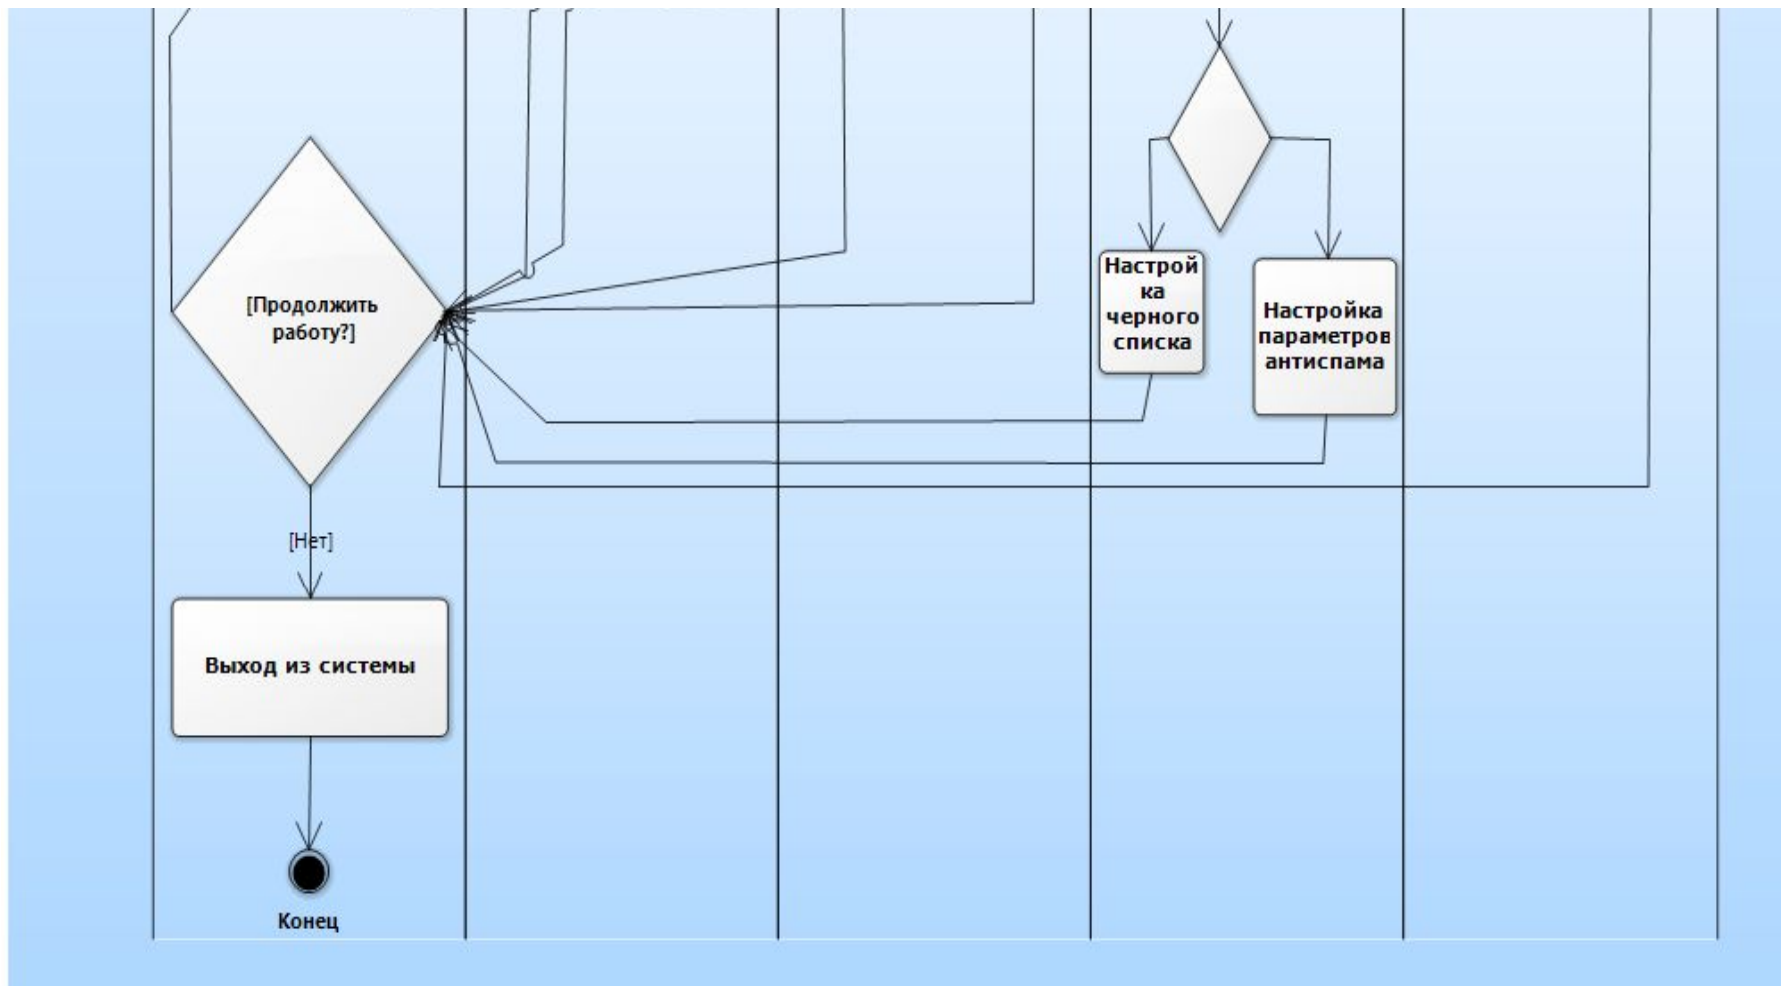 Настрой
ка
черного
списка
Настройка
параметров
антиспама
[Продолжить
работу?]
[Нет]
Выход из системы
Конец